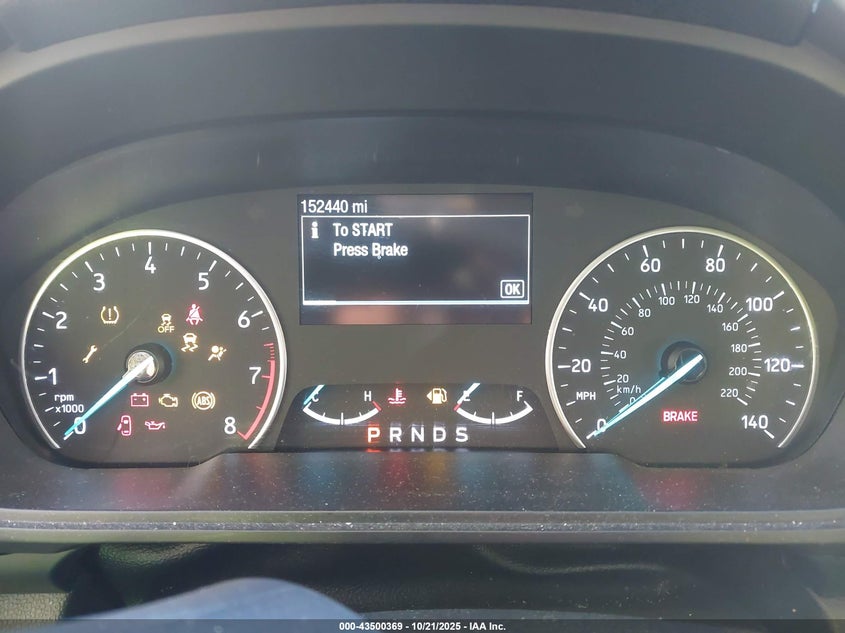 152440 mi
i To START
Press Brake
OK
0 1 2 3 4 5 6 7 8
rpm
x1000
OFF
ABS
C H
E F
P R N D S
0 20 40 60 80 100 120 140
MPH
km/h
0 20 40 60 80 100 120 140 160 180 200 220
BRAKE
000-43500369 - 10/21/2025 - IAA Inc.